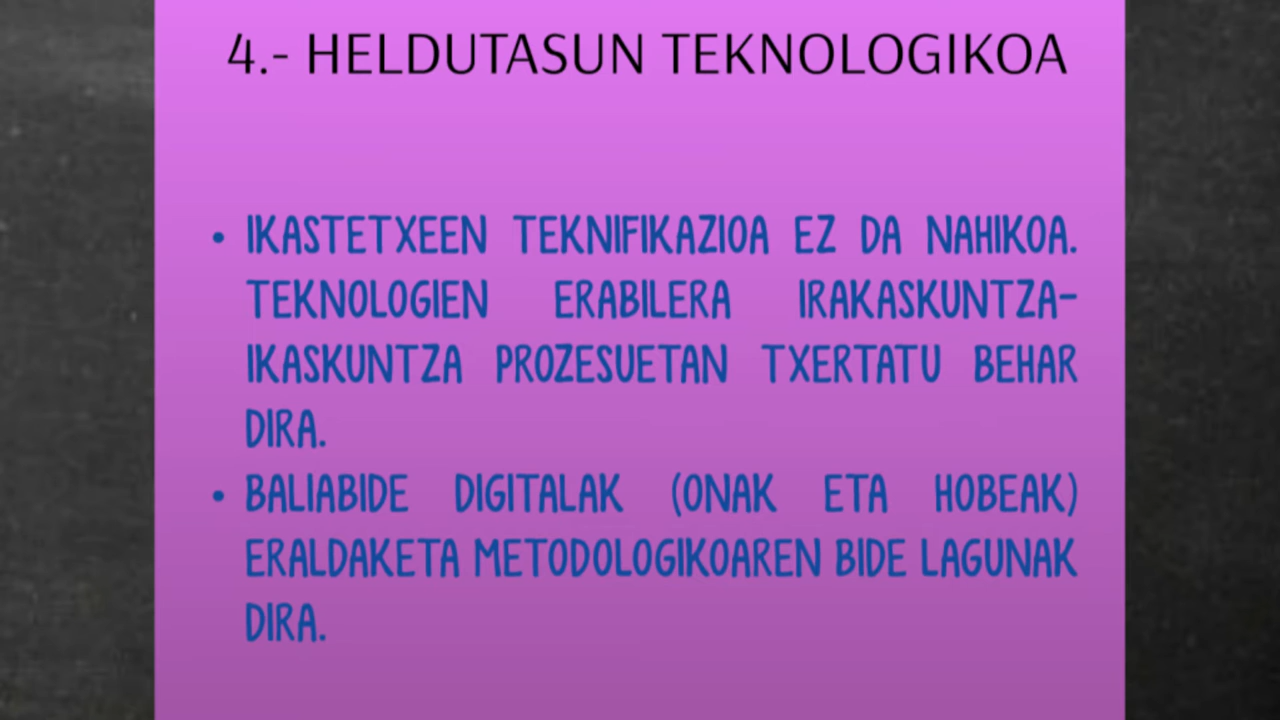 4.- HELDUTASUN TEKNOLOGIKOA
• IKASTETXEEN TEKNIFIKAZIOA EZ DA NAHIKOA.
TEKNOLOGIEN ERABILERA IRAKASKUNTZA-
IKASKUNTZA PROZESUETAN TXERTATU BEHAR
DIRA.
• BALIABIDE DIGITALAK (ONAK ETA HOBEAK)
ERALDAKETA METODOLOGIKOAREN BIDE LAGUNAK
DIRA.